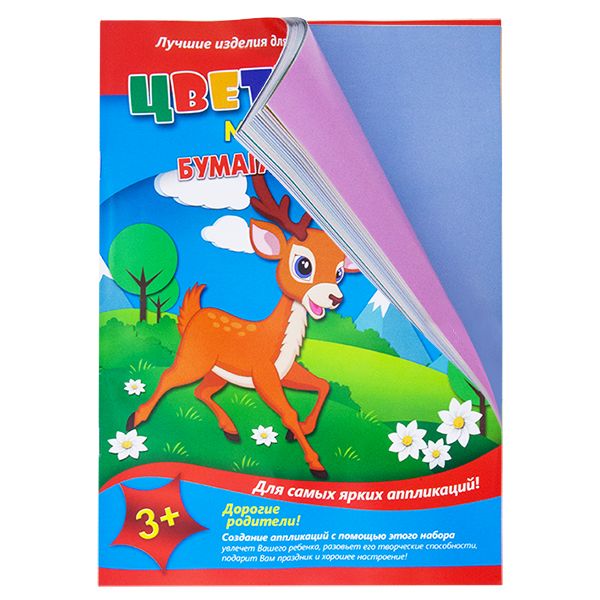 Лучшие изделия для
ЦВЕТ
БУМАГА
Для самых ярких аппликаций!
3+
Дорогие
родители!
Создание аппликаций с помощью этого набора
увлечет Вашего ребенка, разовьет его творческие способности,
подарит Вам праздник и хорошее настроение!